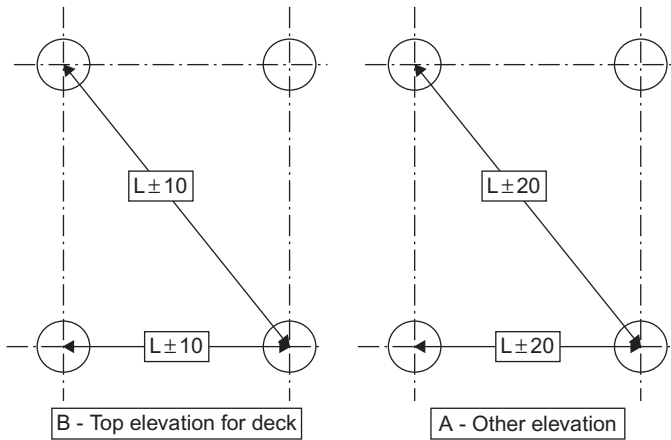 L±10
L±20
L±10
L±20
B - Top elevation for deck
A - Other elevation